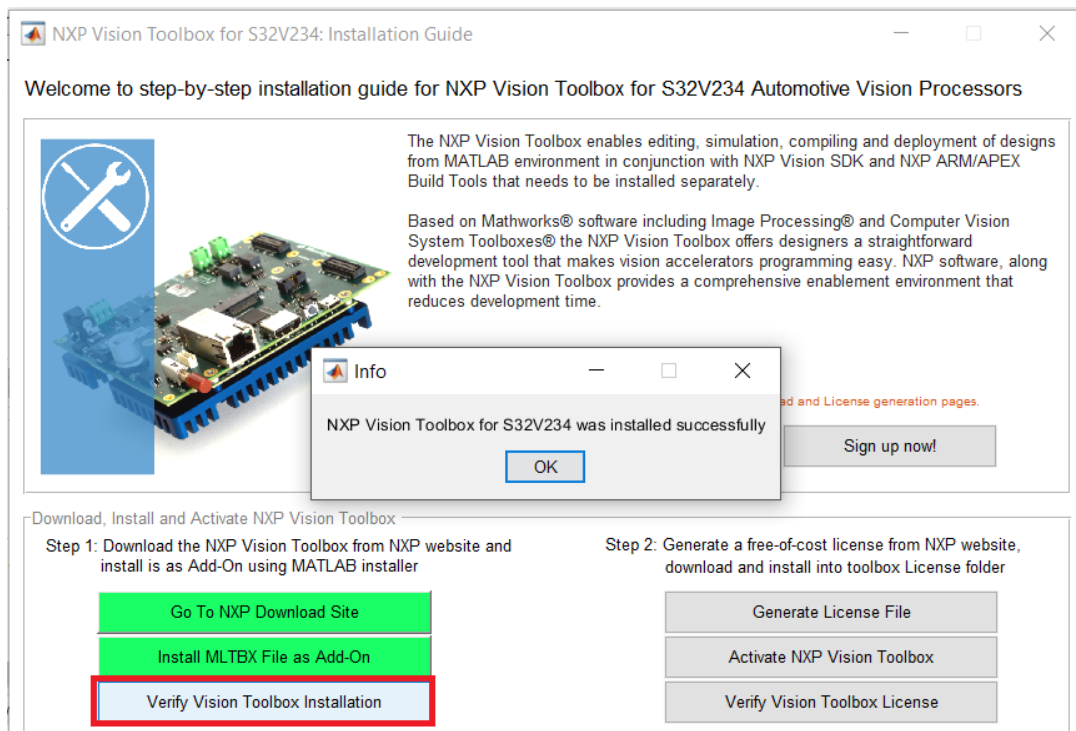 NXP Vision Toolbox for S32V234: Installation Guide
Welcome to step-by-step installation guide for NXP Vision Toolbox for S32V234 Automotive Vision Processors
The NXP Vision Toolbox enables editing, simulation, compiling and deployment of designs
from MATLAB environment in conjunction with NXP Vision SDK and NXP ARM/APEX
Build Tools that needs to be installed separately.
Based on Mathworks® software including Image Processing® and Computer Vision
System Toolboxes® the NXP Vision Toolbox offers designers a straightforward
development tool that makes vision accelerators programming easy. NXP software, along
with the NXP Vision Toolbox provides a comprehensive enablement environment that
reduces development time.
Info
and License generation pages.
NXP Vision Toolbox for S32V234 was installed successfully
OK
Sign up now!
Download, Install and Activate NXP Vision Toolbox
Step 1: Download the NXP Vision Toolbox from NXP website and
install is as Add-On using MATLAB installer
Go To NXP Download Site
Install MLTBX File as Add-On
Verify Vision Toolbox Installation
Step 2: Generate a free-of-cost license from NXP website,
download and install into toolbox License folder
Generate License File
Activate NXP Vision Toolbox
Verify Vision Toolbox License